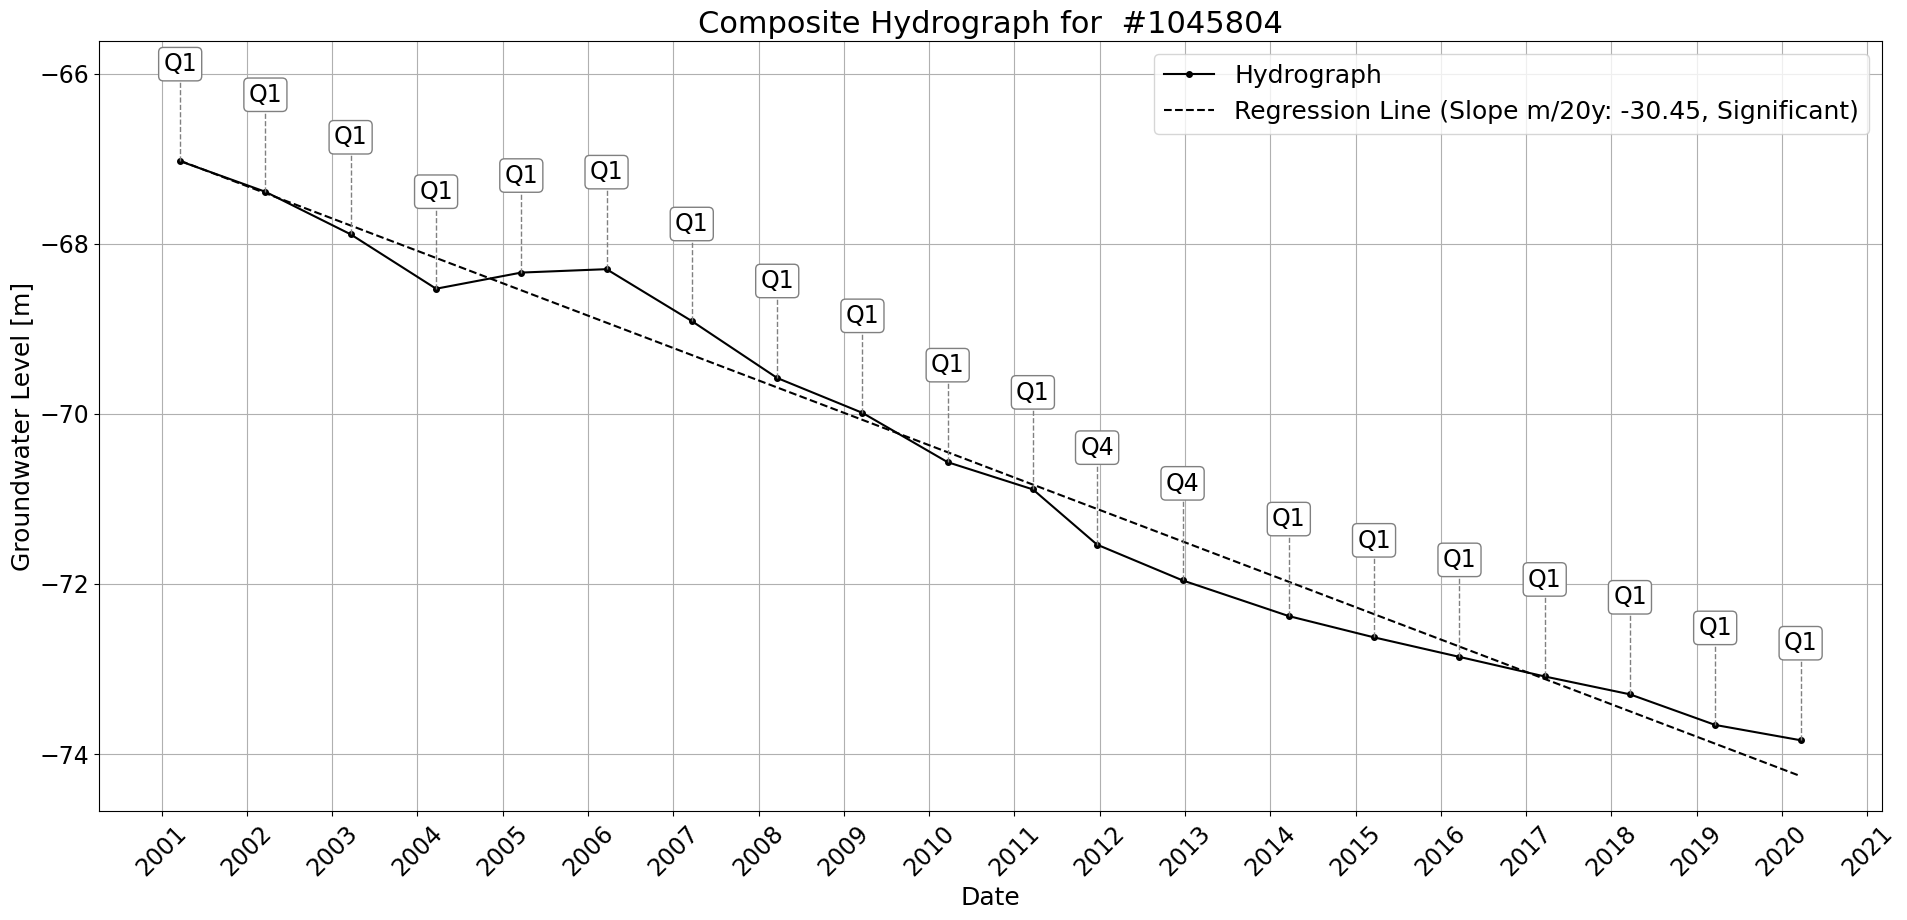 Composite Hydrograph for  #1045804
Hydrograph
Regression Line (Slope m/20y: -30.45, Significant)
Q1
Q1
Q1
Q1
Q1
Q1
Q1
Q1
Q1
Q1
Q1
Q4
Q4
Q1
Q1
Q1
Q1
Q1
Q1
Q1
−66
−68
−70
−72
−74
Groundwater Level [m]
2001
2002
2003
2004
2005
2006
2007
2008
2009
2010
2011
2012
2013
2014
2015
2016
2017
2018
2019
2020
2021
Date